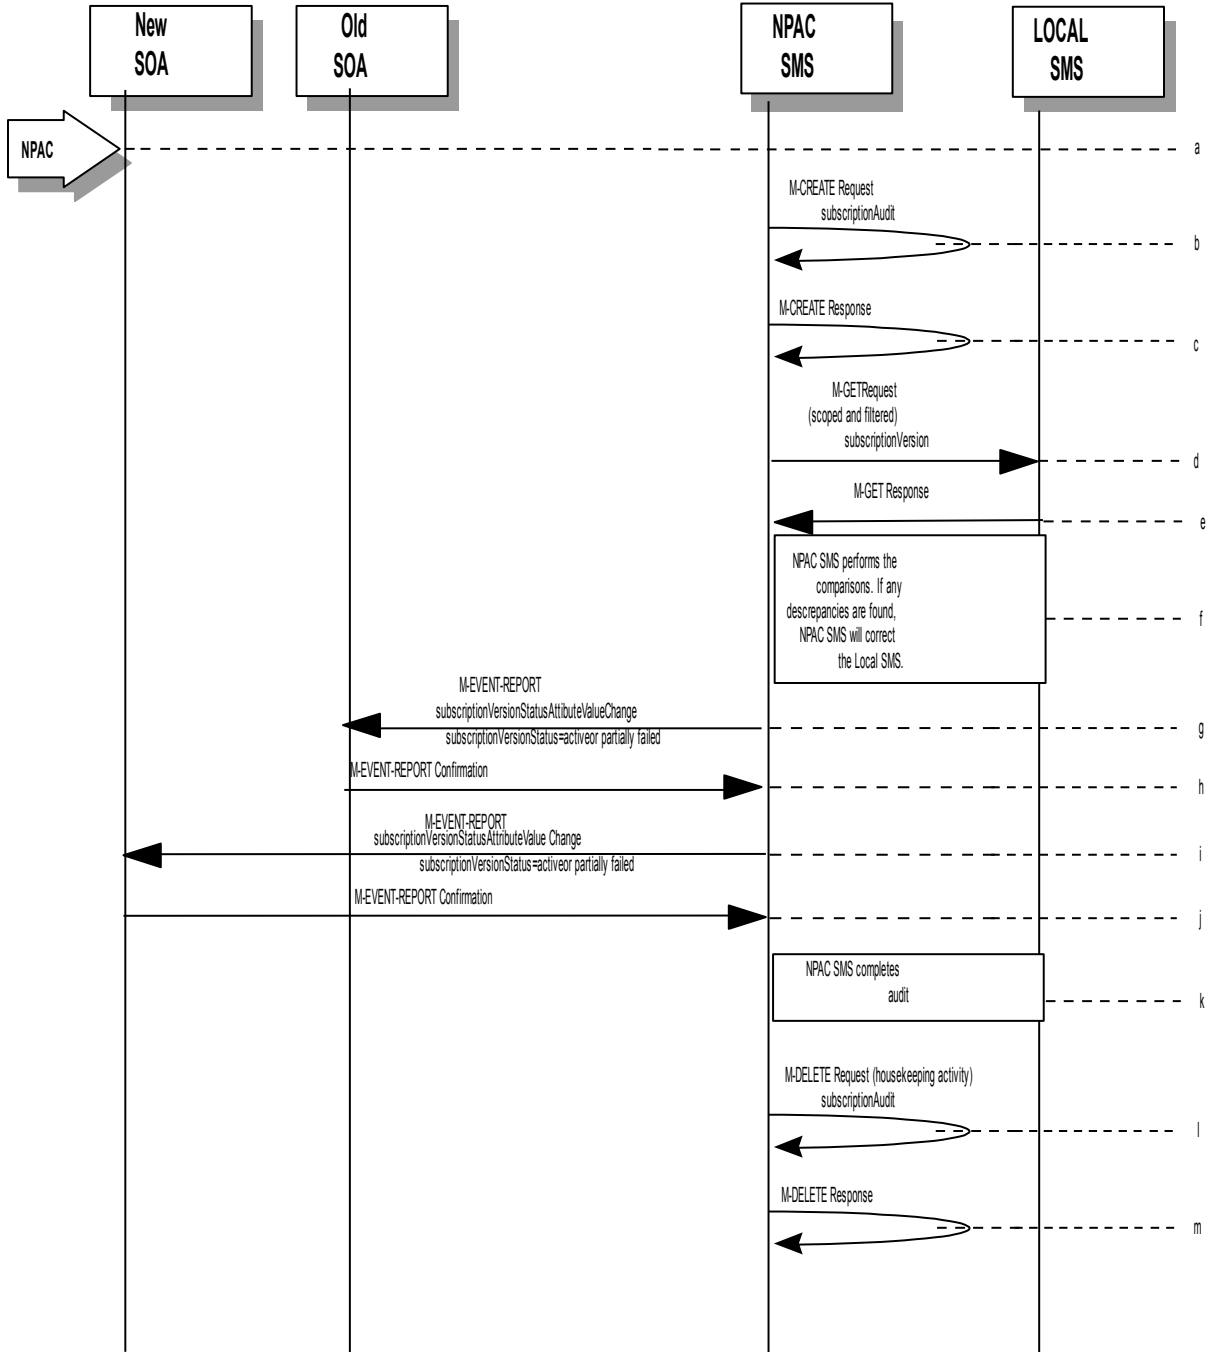 New
SOA
Old
SOA
NPAC
SMS
LOCAL
SMS
NPAC
a
M-CREATE Request
subscriptionAudit
b
M-CREATE Response
c
M-GETRequest
(scoped and filtered)
subscriptionVersion
d
M-GET Response
e
NPAC SMS performs the
comparisons. If any
descrepancies are found,
NPAC SMS will correct
the Local SMS.
f
M-EVENT-REPORT
subscriptionVersionStatusAttibuteValueChange
subscriptionVersionStatus=activeor partially failed
g
M-EVENT-REPORT Confirmation
h
M-EVENT-REPORT
subscriptionVersionStatusAttributeValue Change
subscriptionVersionStatus=activeor partially failed
i
M-EVENT-REPORT Confirmation
j
NPAC SMS completes
audit
k
M-DELETE Request (housekeeping activity)
subscriptionAudit
l
M-DELETE Response
m